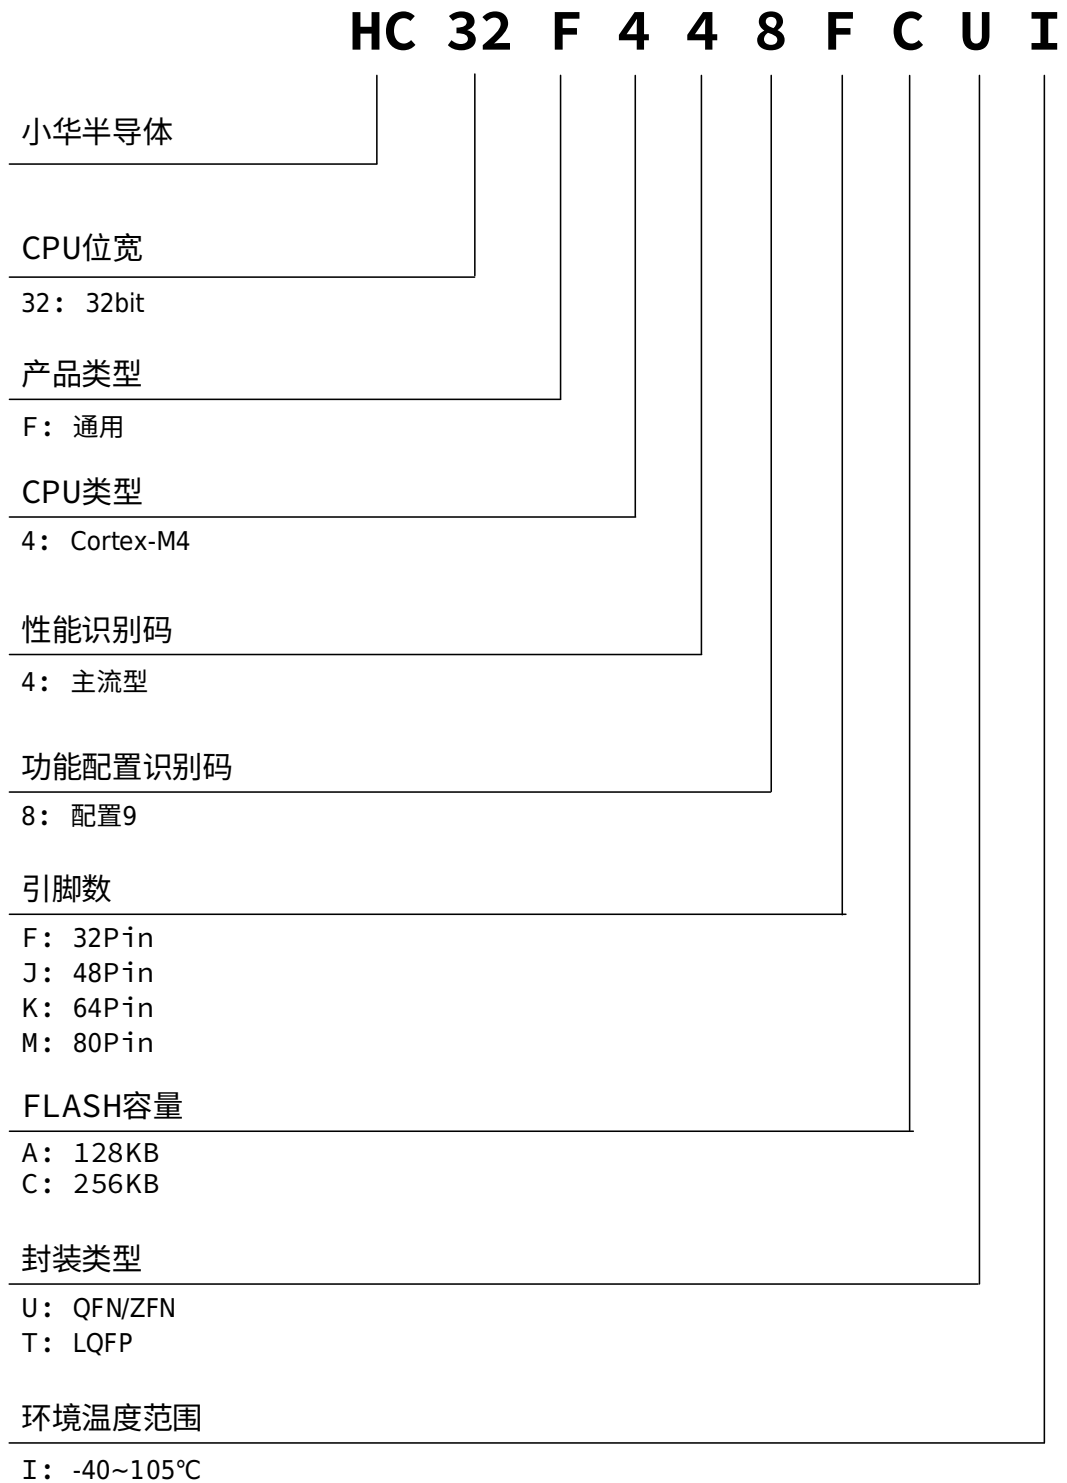 HC 32 F 4 4 8 F C U I
小华半导体
CPU位宽
32: 32bit
产品类型
F: 通用
CPU类型
4: Cortex-M4
性能识别码
4: 主流型
功能配置识别码
8: 配置9
引脚数
F: 32Pin
J: 48Pin
K: 64Pin
M: 80Pin
FLASH容量
A: 128KB
C: 256KB
封装类型
U: QFN/ZFN
T: LQFP
环境温度范围
I: -40~105℃